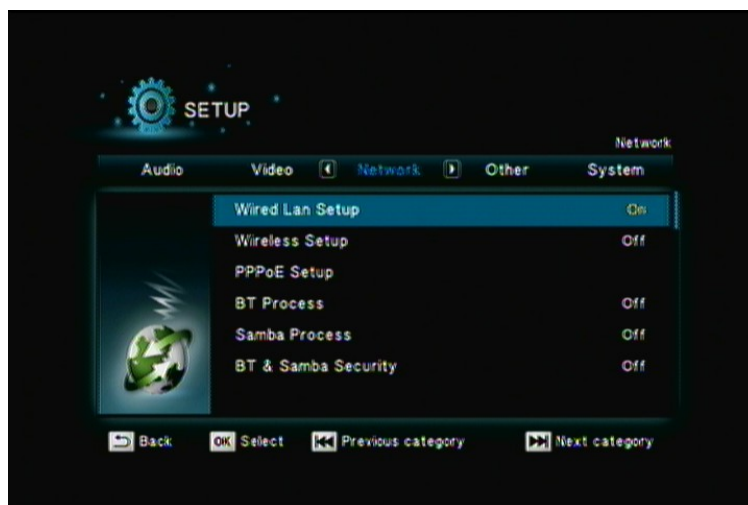 SETUP
Network
Audio Video Network Other System
Wired Lan Setup On
Wireless Setup Off
PPPoE Setup
BT Process Off
Samba Process Off
BT & Samba Security Off
Back OK Select Previous category Next category